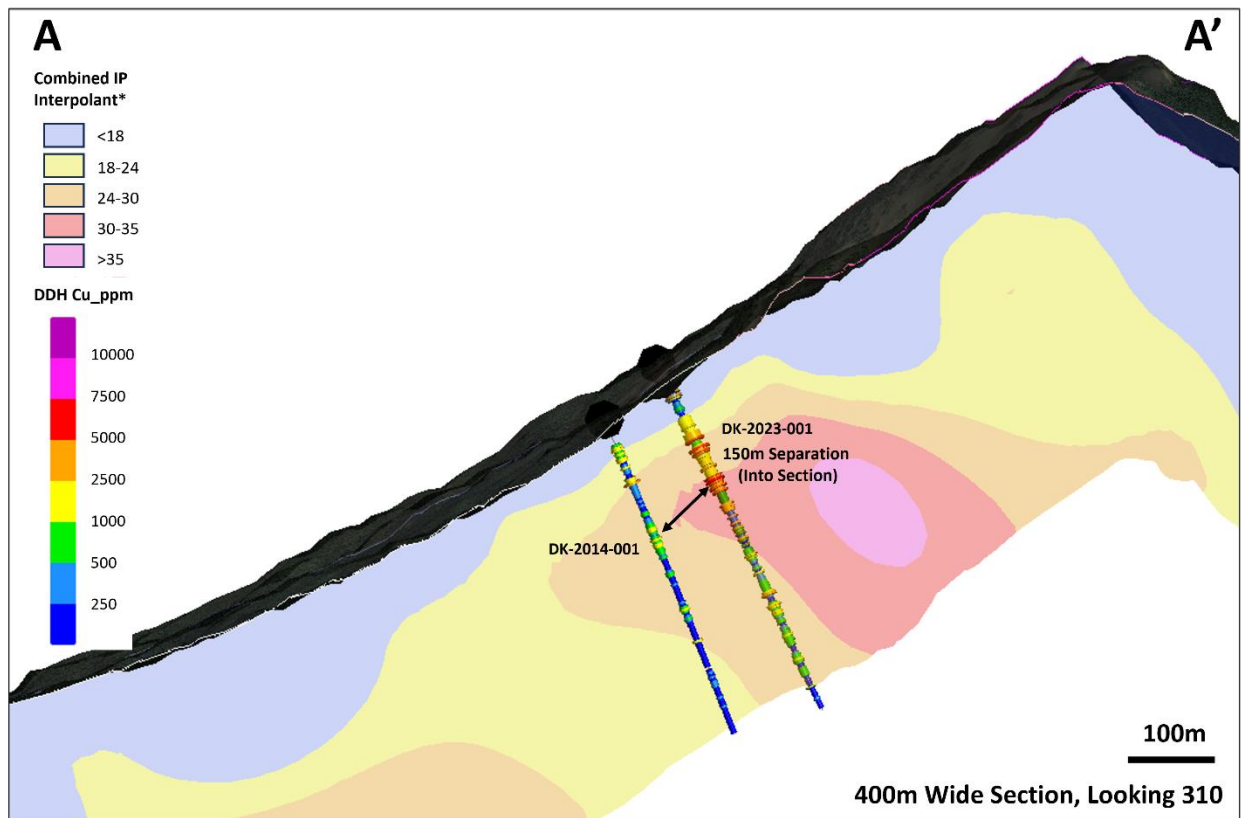 A
A’
Combined IP
Interpolant*
<18
18-24
24-30
30-35
>35
DDH Cu_ppm
10000
7500
5000
2500
1000
500
250
DK-2023-001
150m Separation
(Into Section)
DK-2014-001
100m
400m Wide Section, Looking 310